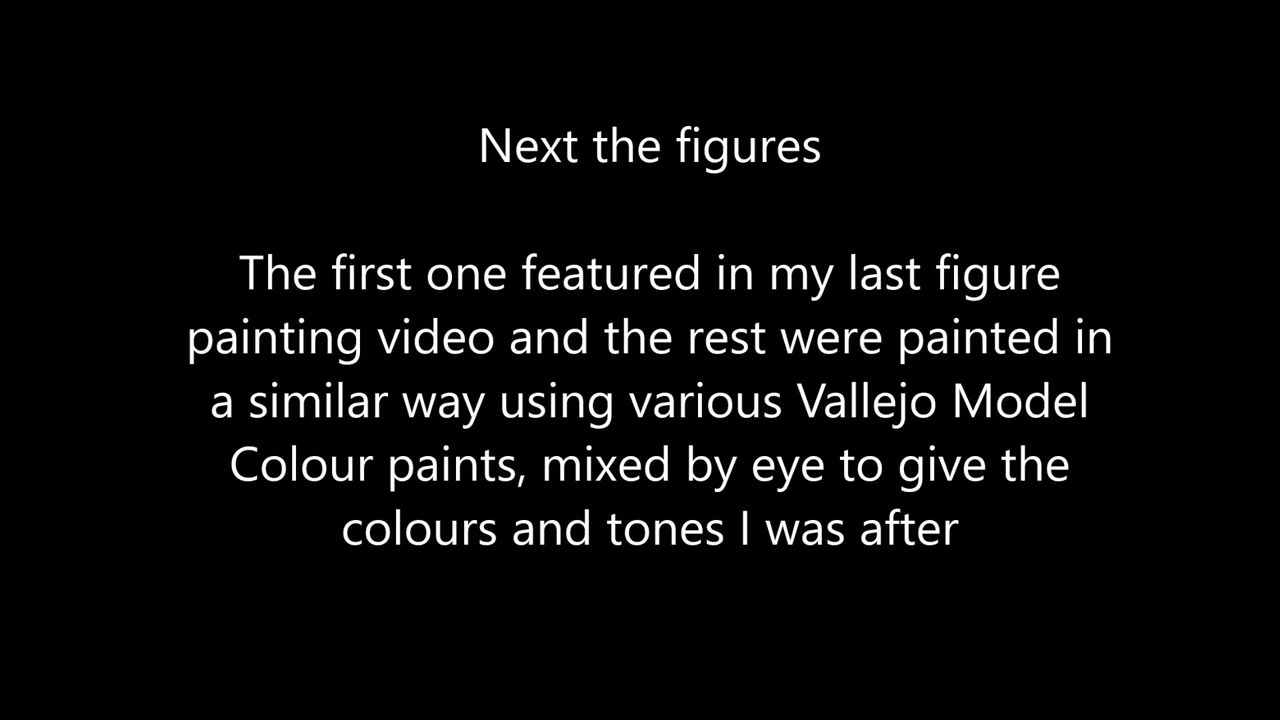 Next the figures
The first one featured in my last figure
painting video and the rest were painted in
a similar way using various Vallejo Model
Colour paints, mixed by eye to give the
colours and tones I was after